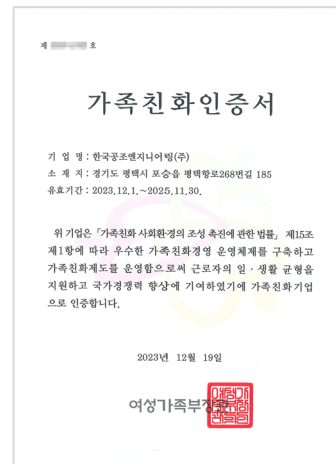 제 호
가족친화인증서
기 업 명 : 한국공조엔지니어링(주)
소 재 지 : 경기도 평택시 포승읍 평택항로268번길 185
유효기간 : 2023.12.1.~2025.11.30.
위 기업은 「가족친화 사회환경의 조성 촉진에 관한 법률」 제15조
제1항에 따라 우수한 가족친화경영 운영체제를 구축하고
가족친화제도를 운영함으로써 근로자의 일·생활 균형을
지원하고 국가경쟁력 향상에 기여하였기에 가족친화기업
으로 인증합니다.
2023년 12월 19일
여성가족부장관